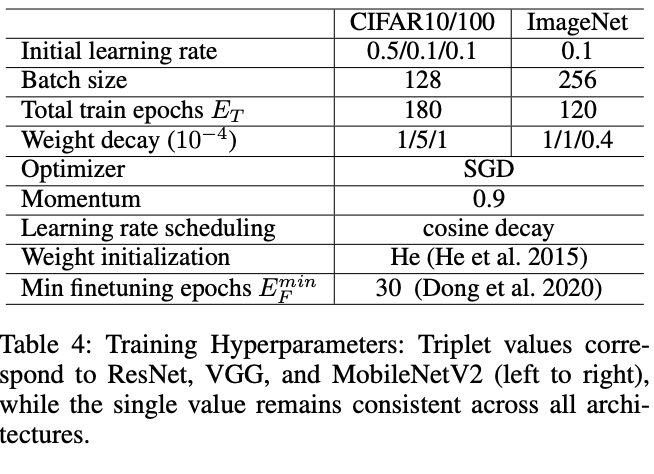 CIFAR10/100 ImageNet
Initial learning rate 0.5/0.1/0.1 0.1
Batch size 128 256
Total train epochs E_T 180 120
Weight decay (10^{-4}) 1/5/1 1/1/0.4
Optimizer SGD
Momentum 0.9
Learning rate scheduling cosine decay
Weight initialization He (He et al. 2015)
Min finetuning epochs E_F^{min} 30 (Dong et al. 2020)
Table 4: Training Hyperparameters: Triplet values corre-
spond to ResNet, VGG, and MobileNetV2 (left to right),
while the single value remains consistent across all archi-
tectures.